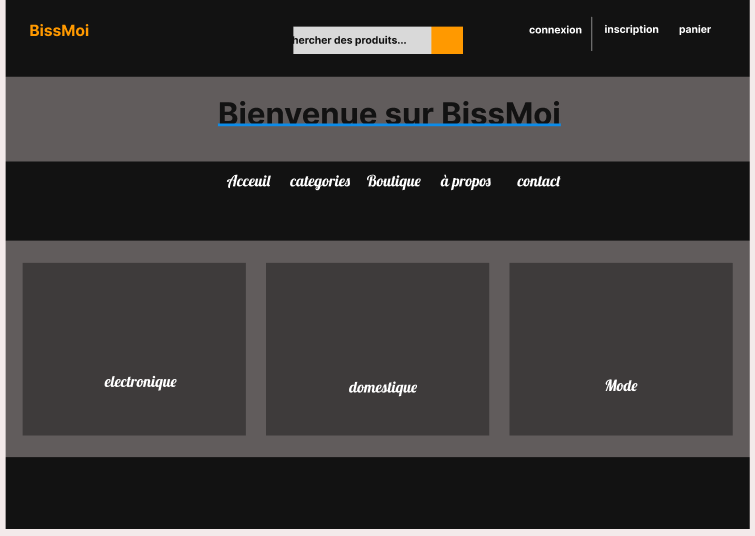 BissMoi
hercher des produits...
connexion
inscription
panier
Bienvenue sur BissMoi
Acceuil categories Boutique à propos contact
electronique
domestique
Mode